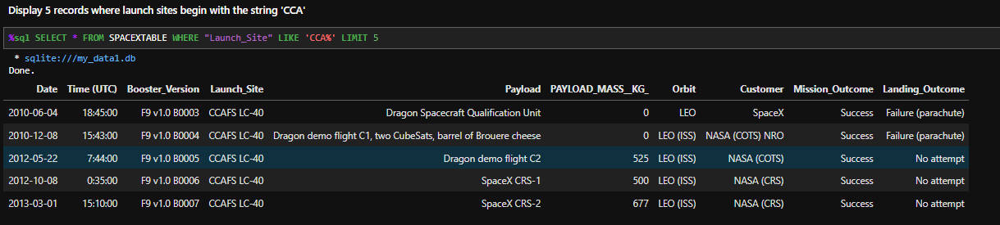 Display 5 records where launch sites begin with the string 'CCA'
%sql SELECT * FROM SPACEXTABLE WHERE "Launch_Site" LIKE 'CCA%' LIMIT 5
* sqlite:///my_data1.db
Done.
Date Time (UTC) Booster_Version Launch_Site Payload PAYLOAD_MASS__KG_ Orbit Customer Mission_Outcome Landing_Outcome
2010-06-04 18:45:00 F9 v1.0 B0003 CCAFS LC-40 Dragon Spacecraft Qualification Unit 0 LEO SpaceX Success Failure (parachute)
2010-12-08 15:43:00 F9 v1.0 B0004 CCAFS LC-40 Dragon demo flight C1, two CubeSats, barrel of Brouere cheese 0 LEO (ISS) NASA (COTS) NRO Success Failure (parachute)
2012-05-22 7:44:00 F9 v1.0 B0005 CCAFS LC-40 Dragon demo flight C2 525 LEO (ISS) NASA (COTS) Success No attempt
2012-10-08 0:35:00 F9 v1.0 B0006 CCAFS LC-40 SpaceX CRS-1 500 LEO (ISS) NASA (CRS) Success No attempt
2013-03-01 15:10:00 F9 v1.0 B0007 CCAFS LC-40 SpaceX CRS-2 677 LEO (ISS) NASA (CRS) Success No attempt